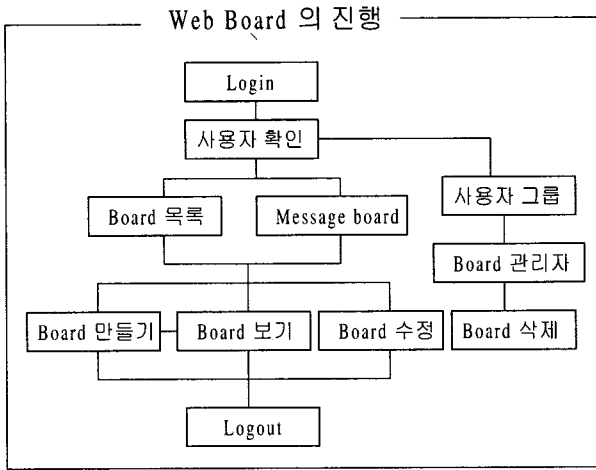 Web Board 의 진행
Login
사용자 확인
사용자 그룹
Board 목록
Message board
Board 관리자
Board 만들기
Board 보기
Board 수정
Board 삭제
Logout